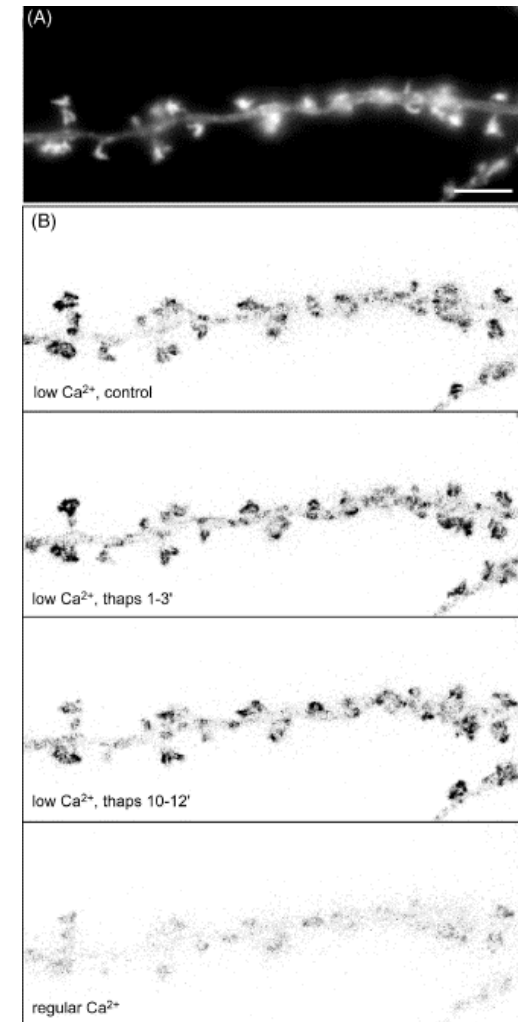 (A)
(B)
low Ca²⁺, control
low Ca²⁺, thaps 1-3'
low Ca²⁺, thaps 10-12'
regular Ca²⁺